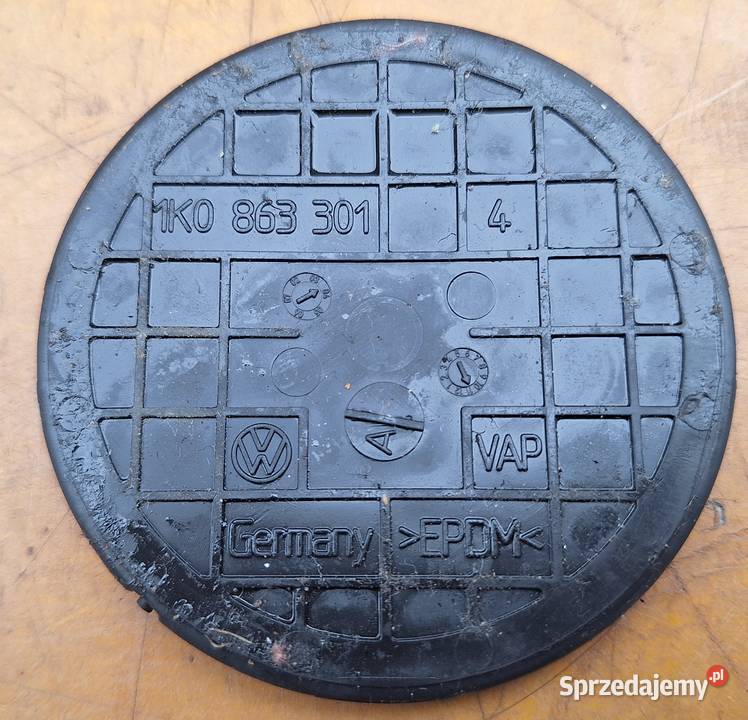 1K0 863 301 4
VAP
Germany >EPDM<
Sprzedajemy.pl